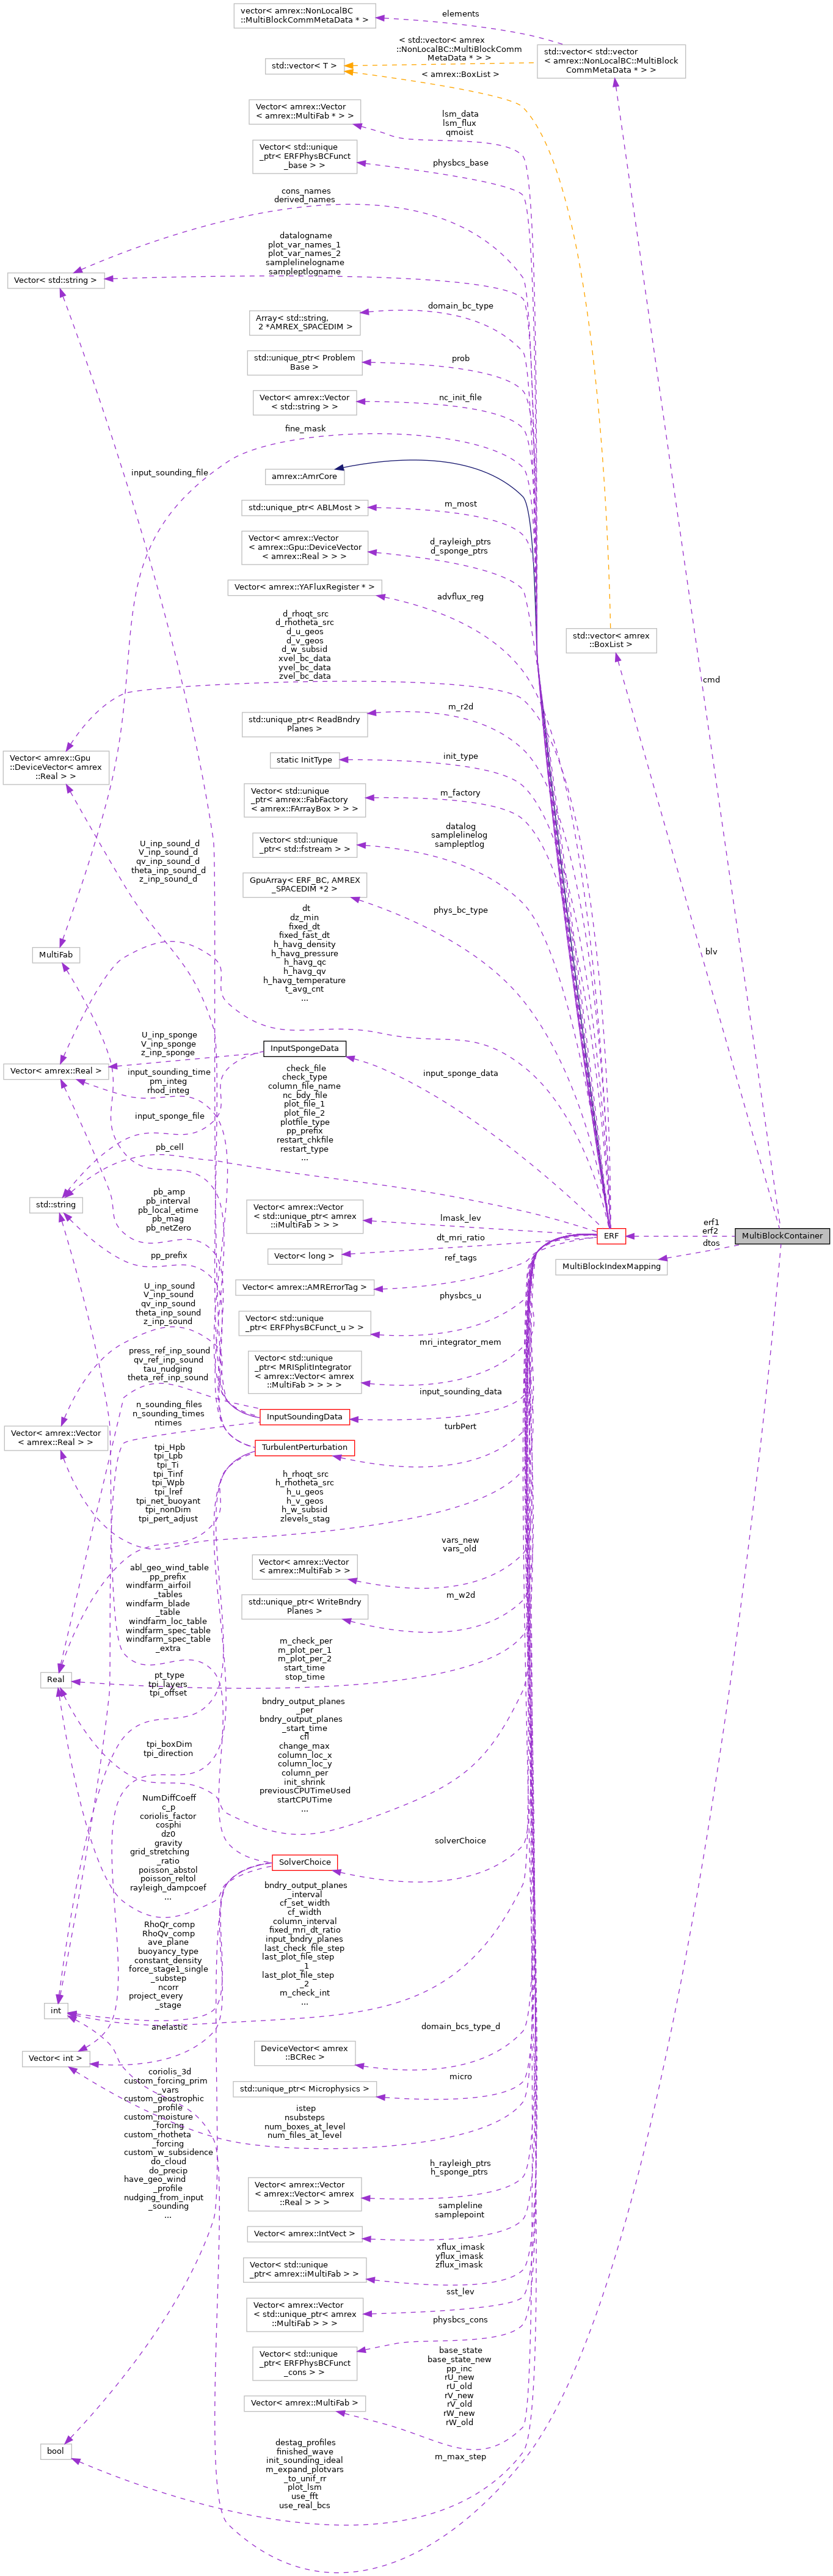 vector< amrex::NonLocalBC
::MultiBlockCommMetaData * >
elements
< std::vector< amrex
::NonLocalBC::MultiBlockComm
MetaData * > >
std::vector< std::vector
< amrex::NonLocalBC::MultiBlock
CommMetaData * > >
std::vector< T >
< amrex::BoxList >
Vector< amrex::Vector
< amrex::MultiFab * > >
lsm_data
lsm_flux
qmoist
Vector< std::unique
_ptr< ERFPhysBCFunct
_base > >
physbcs_base
cons_names
derived_names
datalogname
plot_var_names_1
plot_var_names_2
samplelinelogname
sampleptlogname
Vector< std::string >
Array< std::string,
2 *AMREX_SPACEDIM >
domain_bc_type
std::unique_ptr< Problem
Base >
prob
Vector< amrex::Vector
< std::string > >
nc_init_file
fine_mask
input_sounding_file
amrex::AmrCore
std::unique_ptr< ABLMost >
m_most
Vector< amrex::Vector
< amrex::Gpu::DeviceVector
< amrex::Real > > >
d_rayleigh_ptrs
d_sponge_ptrs
Vector< amrex::YAFluxRegister * >
advflux_reg
d_rhoqt_src
d_rhotheta_src
d_u_geos
d_v_geos
d_w_subsid
xvel_bc_data
yvel_bc_data
zvel_bc_data
std::vector< amrex
::BoxList >
cmd
std::unique_ptr< ReadBndry
Planes >
m_r2d
Vector< amrex::Gpu
::DeviceVector< amrex
::Real > >
static InitType
init_type
Vector< std::unique
_ptr< amrex::FabFactory
< amrex::FArrayBox > > >
m_factory
Vector< std::unique
_ptr< std::fstream > >
datalog
samplelinelog
sampleptlog
U_inp_sound_d
V_inp_sound_d
qv_inp_sound_d
theta_inp_sound_d
z_inp_sound_d
GpuArray< ERF_BC, AMREX
_SPACEDIM *2 >
phys_bc_type
dt
dz_min
fixed_dt
fixed_fast_dt
h_havg_density
h_havg_pressure
h_havg_qc
h_havg_qv
h_havg_temperature
t_avg_cnt
...
MultiFab
blv
U_inp_sponge
V_inp_sponge
z_inp_sponge
InputSpongeData
Vector< amrex::Real >
input_sounding_time
pm_integ
rhod_integ
input_sponge_data
check_file
check_type
column_file_name
nc_bdy_file
plot_file_1
plot_file_2
plotfile_type
pp_prefix
restart_chkfile
restart_type
...
input_sponge_file
pb_cell
std::string
pb_amp
pb_interval
pb_local_etime
pb_mag
pb_netZero
Vector< amrex::Vector
< std::unique_ptr< amrex
::iMultiFab > > >
lmask_lev
ERF
erf1
erf2
MultiBlockContainer
dtos
pp_prefix
Vector< long >
dt_mri_ratio
MultiBlockIndexMapping
Vector< amrex::AMRErrorTag >
ref_tags
U_inp_sound
V_inp_sound
qv_inp_sound
theta_inp_sound
z_inp_sound
Vector< std::unique
_ptr< ERFPhysBCFunct_u > >
physbcs_u
press_ref_inp_sound
qv_ref_inp_sound
tau_nudging
theta_ref_inp_sound
Vector< std::unique
_ptr< MRISplitIntegrator
< amrex::Vector< amrex
::MultiFab > > > >
mri_integrator_mem
n_sounding_files
n_sounding_times
ntimes
InputSoundingData
input_sounding_data
Vector< amrex::Vector
< amrex::Real > >
TurbulentPerturbation
turbPert
tpi_Hpb
tpi_Lpb
tpi_Ti
tpi_Tinf
tpi_Wpb
tpi_lref
tpi_net_buoyant
tpi_nonDim
tpi_pert_adjust
h_rhoqt_src
h_rhotheta_src
h_u_geos
h_v_geos
h_w_subsid
zlevels_stag
Vector< amrex::Vector
< amrex::MultiFab > >
vars_new
vars_old
abl_geo_wind_table
pp_prefix
windfarm_airfoil
_tables
windfarm_blade
_table
windfarm_loc_table
windfarm_spec_table
windfarm_spec_table
_extra
std::unique_ptr< WriteBndry
Planes >
m_w2d
m_check_per
m_plot_per_1
m_plot_per_2
start_time
stop_time
Real
pt_type
tpi_layers
tpi_offset
bndry_output_planes
_per
bndry_output_planes
_start_time
cfl
change_max
column_loc_x
column_loc_y
column_per
init_shrink
previousCPUTimeUsed
startCPUTime
...
tpi_boxDim
tpi_direction
NumDiffCoeff
c_p
coriolis_factor
cosphi
dz0
gravity
grid_stretching
_ratio
poisson_abstol
poisson_reltol
rayleigh_dampcoef
...
solverChoice
SolverChoice
bndry_output_planes
_interval
cf_set_width
cf_width
column_interval
fixed_mri_dt_ratio
input_bndry_planes
last_check_file_step
last_plot_file_step
_1
last_plot_file_step
_2
m_check_int
...
RhoQr_comp
RhoQv_comp
ave_plane
buoyancy_type
constant_density
force_stage1_single
_substep
ncorr
project_every
_stage
int
anelastic
domain_bcs_type_d
DeviceVector< amrex
::BCRec >
Vector< int >
std::unique_ptr< Microphysics >
micro
coriolis_3d
custom_forcing_prim
_vars
custom_geostrophic
_profile
custom_moisture
_forcing
custom_rhotheta
_forcing
custom_w_subsidence
do_cloud
do_precip
have_geo_wind
_profile
nudging_from_input
_sounding
...
istep
nsubsteps
num_boxes_at_level
num_files_at_level
Vector< amrex::Vector
< amrex::Vector< amrex
::Real > > >
h_rayleigh_ptrs
h_sponge_ptrs
Vector< amrex::IntVect >
sampleline
samplepoint
Vector< std::unique
_ptr< amrex::iMultiFab > >
xflux_imask
yflux_imask
zflux_imask
Vector< amrex::Vector
< std::unique_ptr< amrex
::MultiFab > > >
sst_lev
Vector< std::unique
_ptr< ERFPhysBCFunct
_cons > >
physbcs_cons
Vector< amrex::MultiFab >
base_state
base_state_new
pp_inc
rU_new
rU_old
rV_new
rV_old
rW_new
rW_old
bool
destag_profiles
finished_wave
init_sounding_ideal
m_expand_plotvars
_to_unif_rr
plot_lsm
use_fft
use_real_bcs
m_max_step